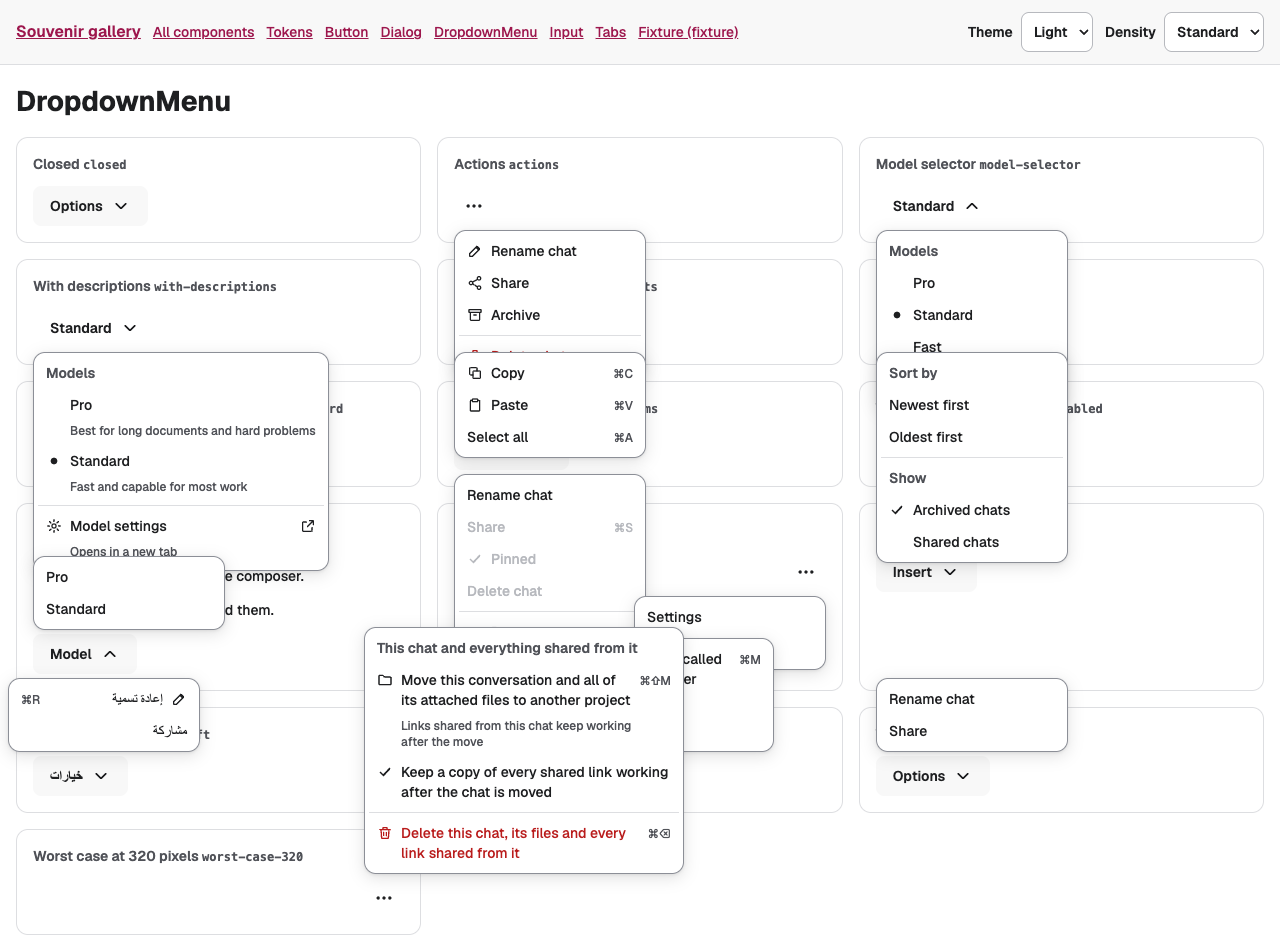 Souvenir gallery All components Tokens Button Dialog DropdownMenu Input Tabs Fixture (fixture) Theme Light Density Standard
DropdownMenu
Closed closed
Options
Actions actions
Rename chat
Share
Archive
Model selector model-selector
Standard
Models
Pro
Standard
Fast
With descriptions with-descriptions
Standard
Models
Pro
Best for long documents and hard problems
Standard
Fast and capable for most work
Model settings
Opens in a new tab
Copy ⌘C
Paste ⌘V
Select all ⌘A
Sort by
Newest first
Oldest first
Show
Archived chats
Shared chats
Pro
Standard
e composer.
d them.
Model
Rename chat
Share ⌘S
Pinned
Delete chat
Settings
called ⌘M
Insert
إعادة تسمية ⌘R
مشاركة
خيارات
This chat and everything shared from it
Move this conversation and all of ⌘⇧M
its attached files to another project
Links shared from this chat keep working
after the move
Keep a copy of every shared link working
after the chat is moved
Delete this chat, its files and every ⌘⌫
link shared from it
Rename chat
Share
Options
Worst case at 320 pixels worst-case-320